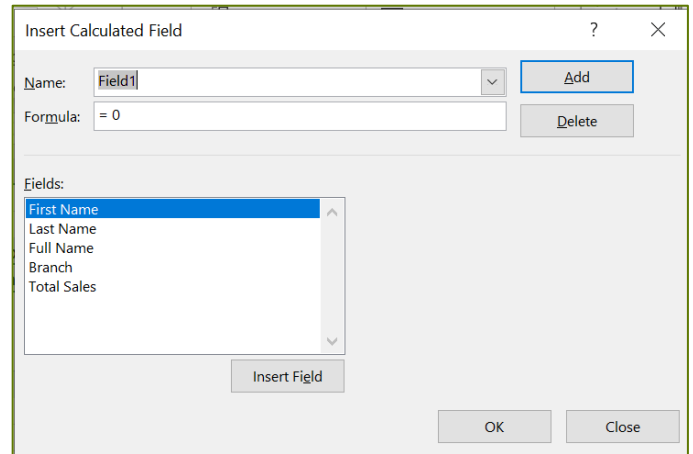 Insert Calculated Field ?
Name: Field1 Add
Formula: = 0 Delete
Fields:
First Name
Last Name
Full Name
Branch
Total Sales
Insert Field
OK Close